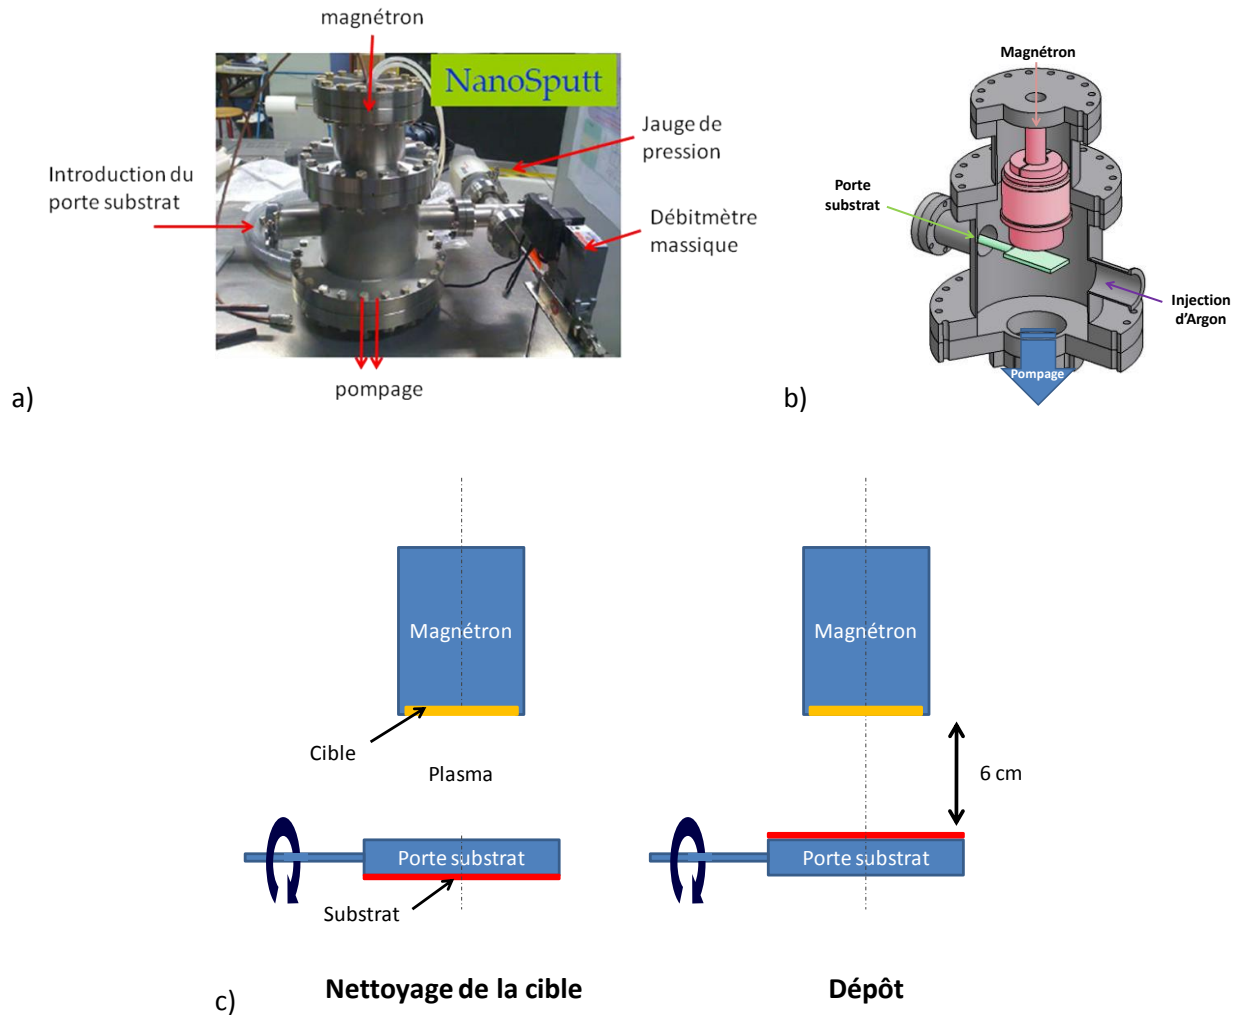 magnétron
NanoSputt
Jauge de
pression
Introduction du
porte substrat
Débitmètre
massique
pompage
a)
Magnétron
Porte
substrat
Injection
d'Argon
Pompage
b)
Magnétron
Cible
Plasma
Porte substrat
Substrat
Nettoyage de la cible
Magnétron
6 cm
Porte substrat
Dépôt
c)